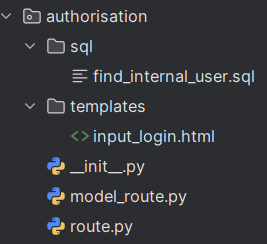 authorisation
sql
find_internal_user.sql
templates
input_login.html
__init__.py
model_route.py
route.py